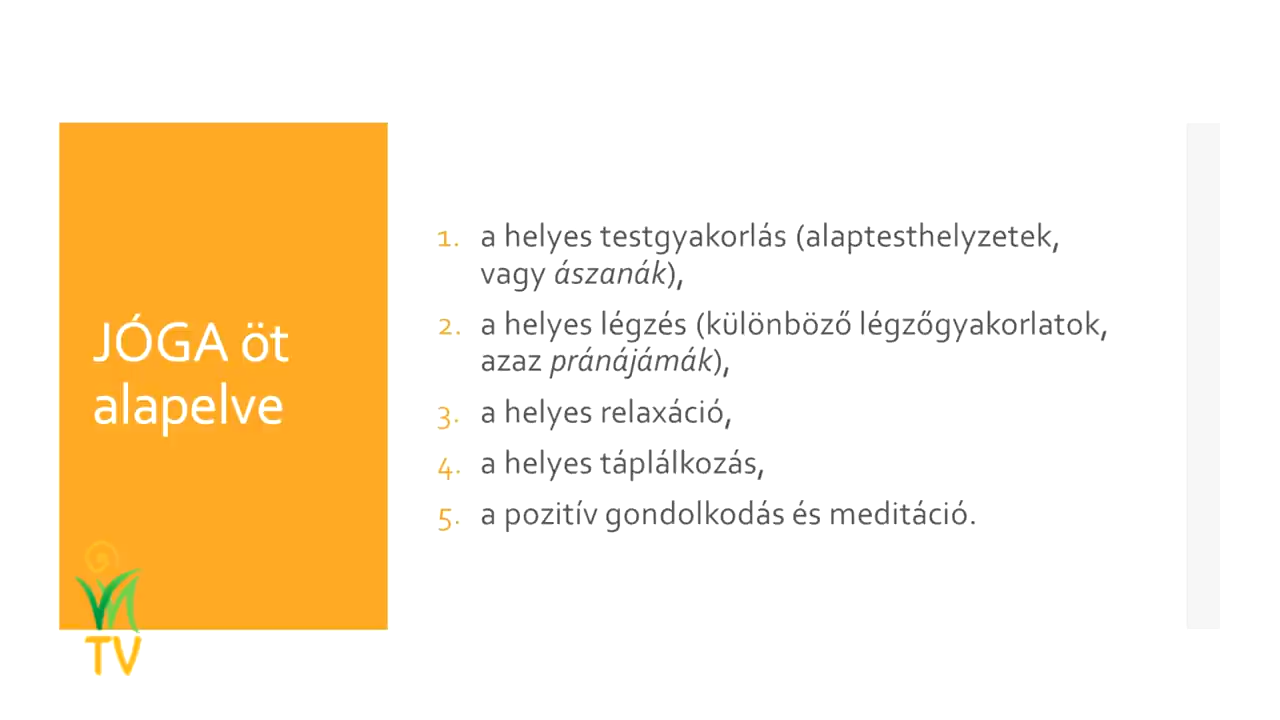 JÓGA öt
alapelve
1. a helyes testgyakorlás (alaptesthelyzetek,
vagy ászanák),
2. a helyes légzés (különböző légzőgyakorlatok,
azaz pránájámák),
3. a helyes relaxáció,
4. a helyes táplálkozás,
5. a pozitív gondolkodás és meditáció.
TV